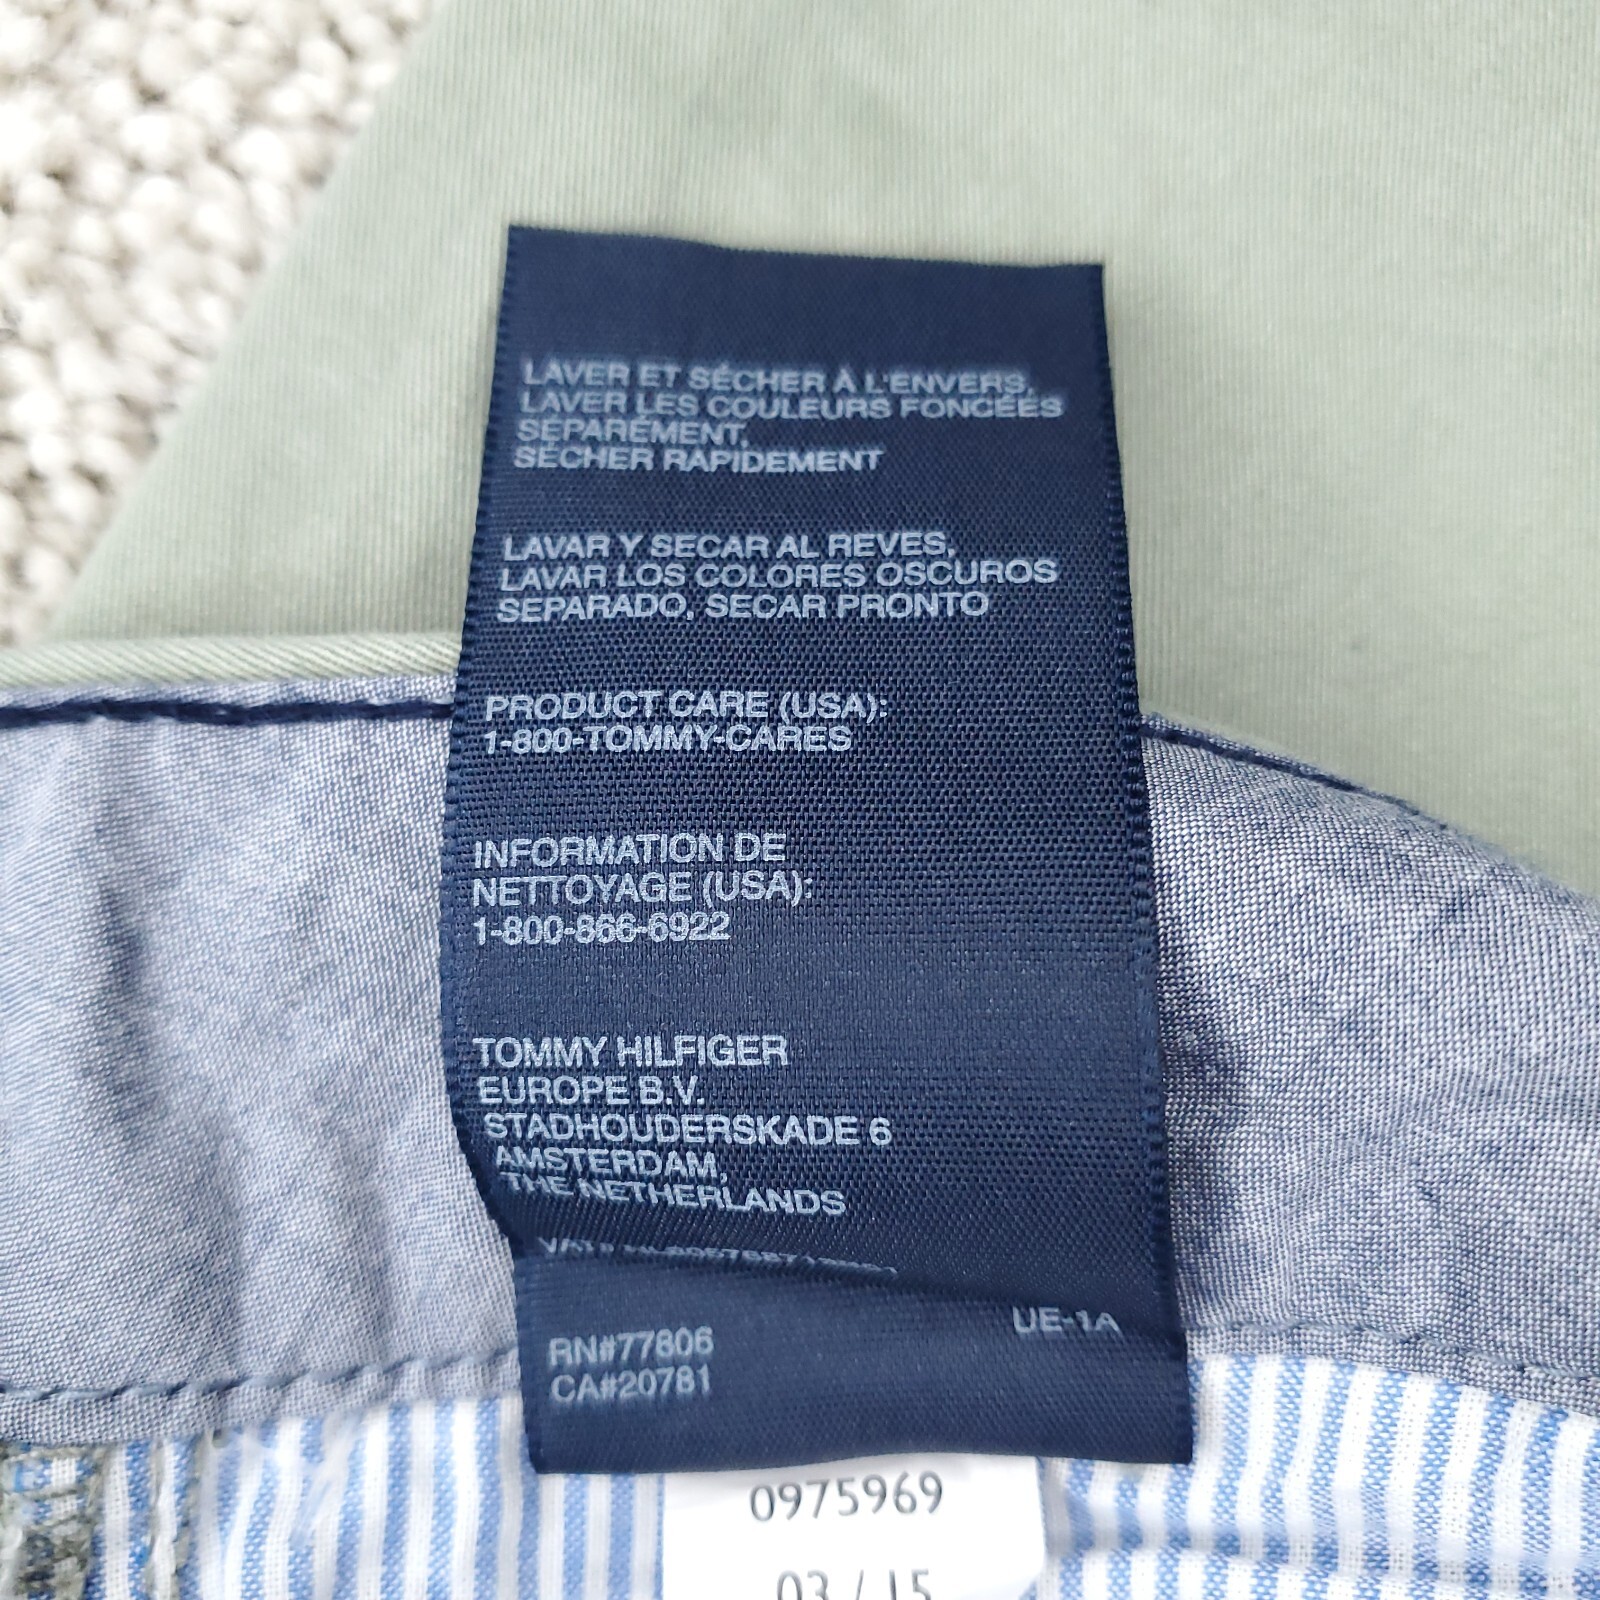 LAVER ET SÉCHER À L'ENVERS,
LAVER LES COULEURS FONCÉES
SÉPARÉMENT,
SÉCHER RAPIDEMENT
LAVAR Y SECAR AL REVES,
LAVAR LOS COLORES OSCUROS
SEPARADO, SECAR PRONTO
PRODUCT CARE (USA):
1-800-TOMMY-CARES
INFORMATION DE
NETTOYAGE (USA):
1-800-866-6922
TOMMY HILFIGER
EUROPE B.V.
STADHOUDERSKADE 6
AMSTERDAM,
THE NETHERLANDS
UE-1A
RN#77806
CA#20781
0975969
03 / 15